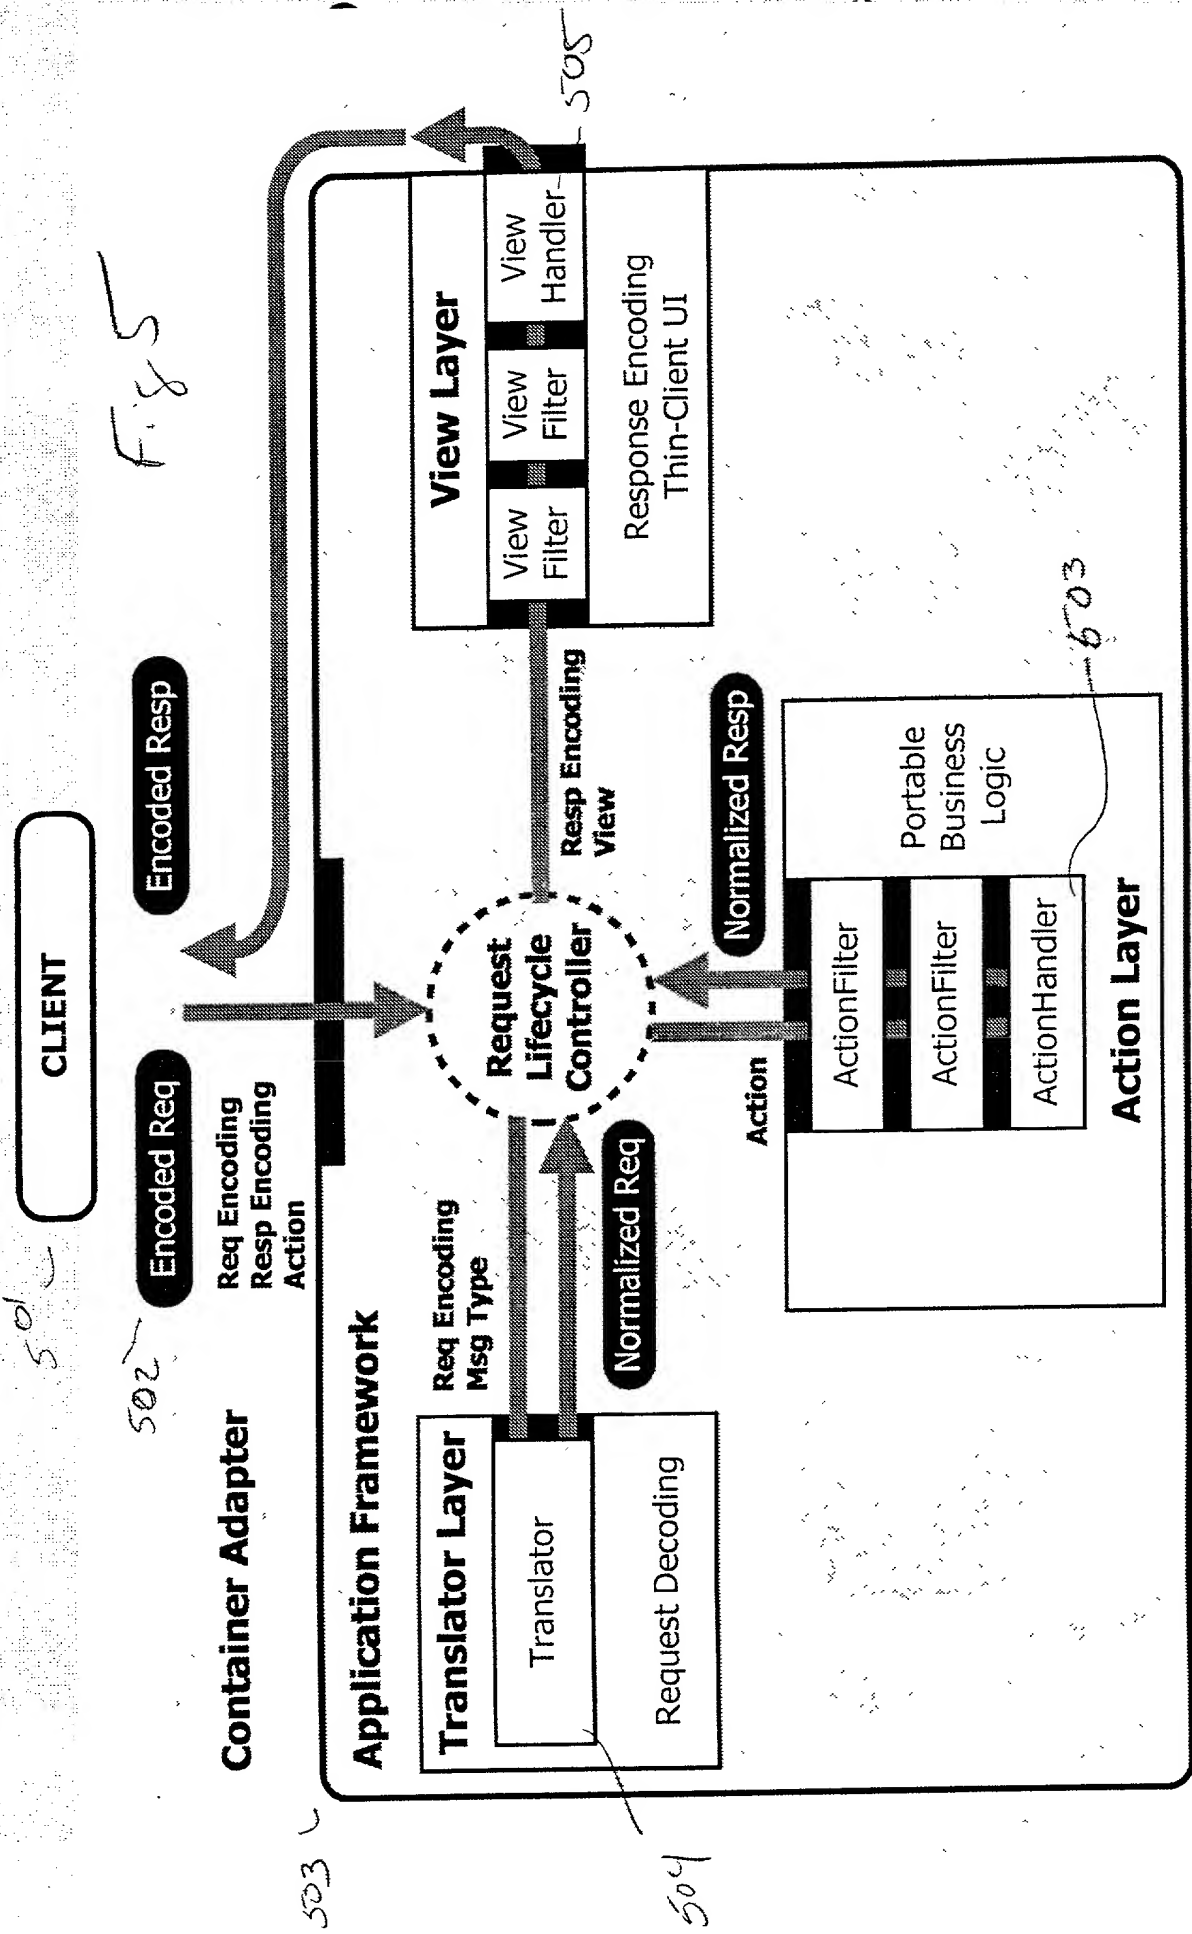 Fig 5
CLIENT
501
502
Encoded Req
Encoded Resp
Container Adapter
Req Encoding
Resp Encoding
Action
503
Application Framework
Translator Layer
Translator
Request Decoding
504
Req Encoding
Msg Type
Normalized Req
Request
Lifecycle
Controller
Resp Encoding
View
View Layer
View
Filter
View
Filter
View
Handler
505
Response Encoding
Thin-Client UI
Action
Normalized Resp
ActionFilter
ActionFilter
ActionHandler
Portable
Business
Logic
503
Action Layer